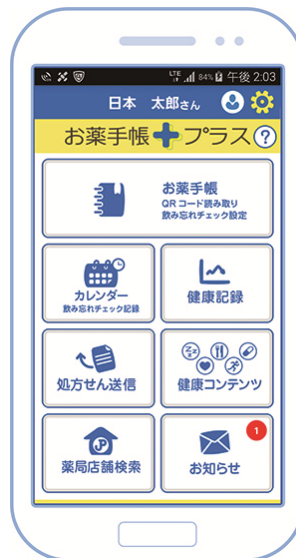 LTE 84% 午後 2:03
日本 太郎さん
お薬手帳プラス ?
お薬手帳
QRコード読み取り
飲み忘れチェック設定
カレンダー
飲み忘れチェック記録
健康記録
処方せん送信
健康コンテンツ
薬局店舗検索
1
お知らせ